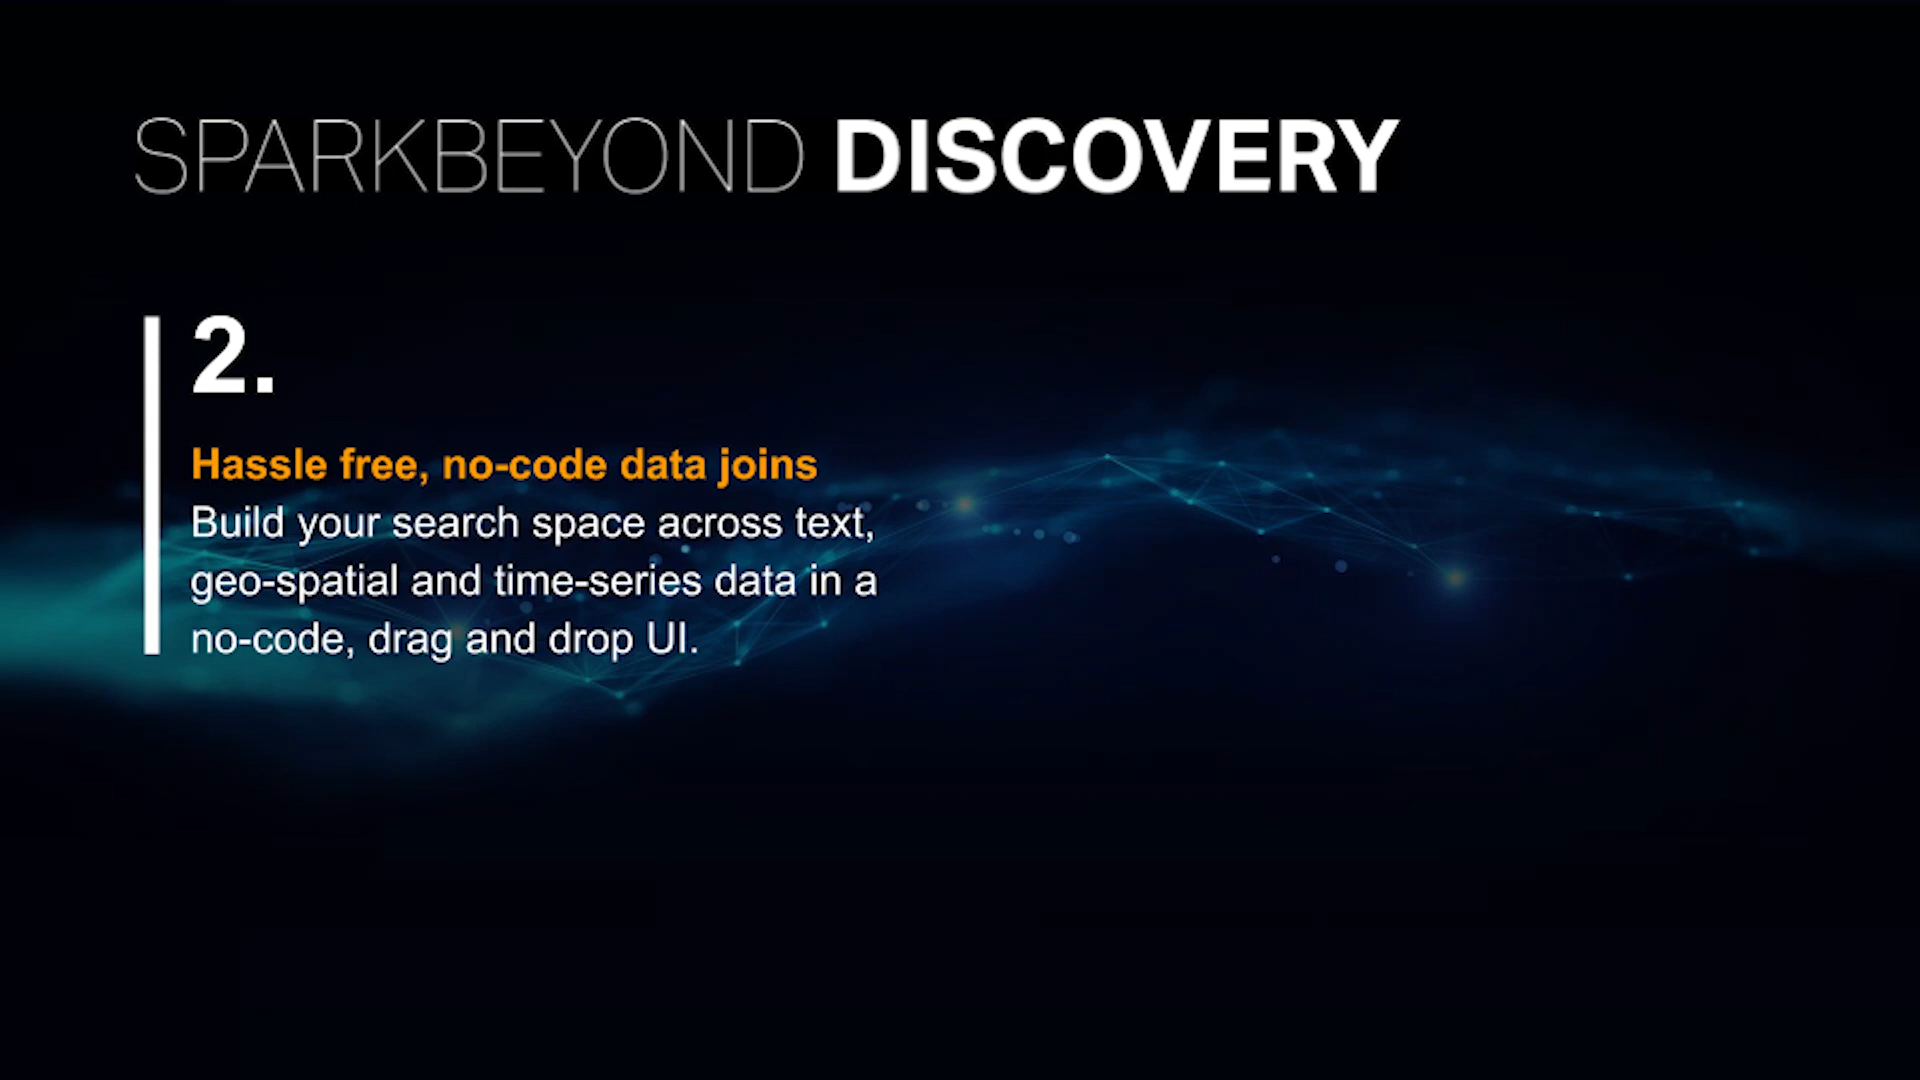 SPARKBEYOND DISCOVERY
2.
Hassle free, no-code data joins
Build your search space across text,
geo-spatial and time-series data in a
no-code, drag and drop UI.